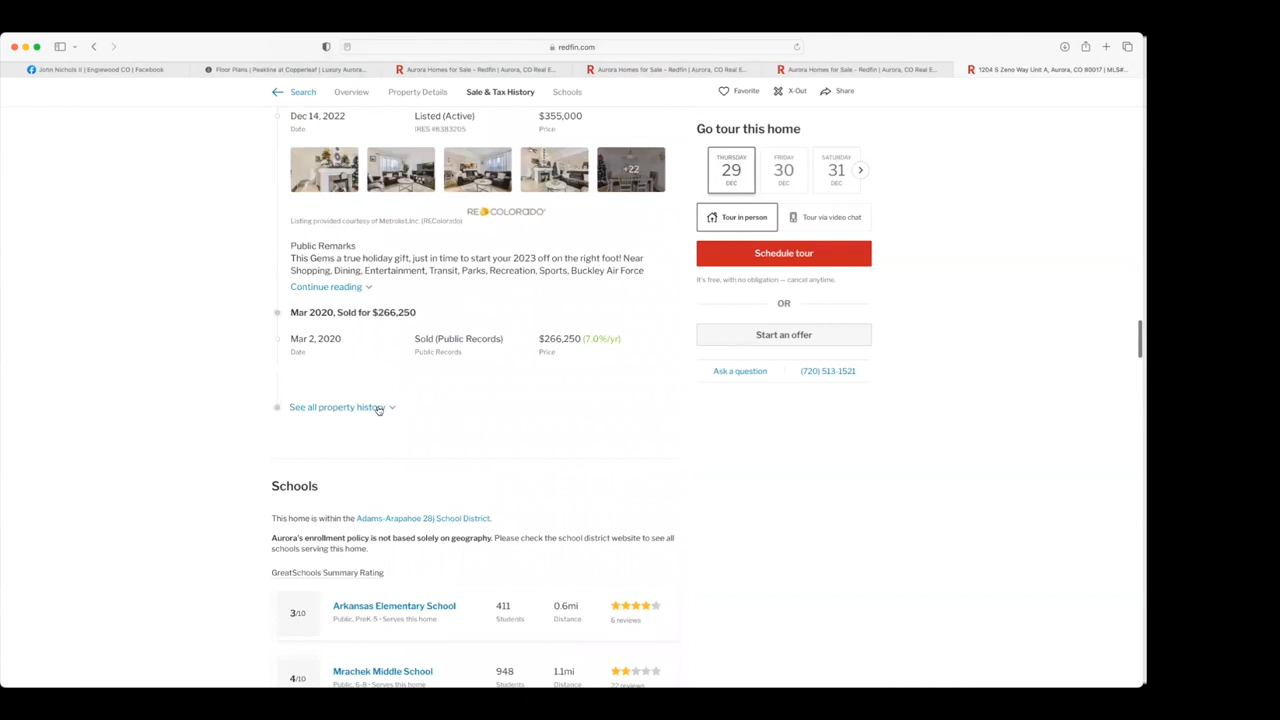 redfin.com
John Nichols II | Englewood CO | Facebook
Floor Plans | Peakline at Copperleaf | Luxury Aurora...
Aurora Homes for Sale - Redfin | Aurora, CO Real E...
Aurora Homes for Sale - Redfin | Aurora, CO Real E...
Aurora Homes for Sale - Redfin | Aurora, CO Real E...
1204 S Zeno Way Unit A, Aurora, CO 80017 | MLS#...
Search
Overview
Property Details
Sale & Tax History
Schools
Favorite
X-Out
Share
Dec 14, 2022
Listed (Active)
$355,000
Date
IRES #8383205
Price
+22
RECOLORADO
Listing provided courtesy of Metrolist,Inc. (REColorado)
Public Remarks
This Gems a true holiday gift, just in time to start your 2023 off on the right foot! Near
Shopping, Dining, Entertainment, Transit, Parks, Recreation, Sports, Buckley Air Force
Continue reading
Mar 2020, Sold for $266,250
Mar 2, 2020
Sold (Public Records)
$266,250 (7.0%/yr)
Date
Public Records
Price
See all property history
Schools
This home is within the Adams-Arapahoe 28j School District.
Aurora's enrollment policy is not based solely on geography. Please check the school district website to see all
schools serving this home.
GreatSchools Summary Rating
3/10
Arkansas Elementary School
411
0.6mi
Public, PreK-5 • Serves this home
Students
Distance
6 reviews
4/10
Mrachek Middle School
948
1.1mi
Public, 6-8 • Serves this home
Students
Distance
22 reviews
Go tour this home
THURSDAY
29
DEC
FRIDAY
30
DEC
SATURDAY
31
DEC
Tour in person
Tour via video chat
Schedule tour
It's free, with no obligation — cancel anytime.
OR
Start an offer
Ask a question
(720) 513-1521